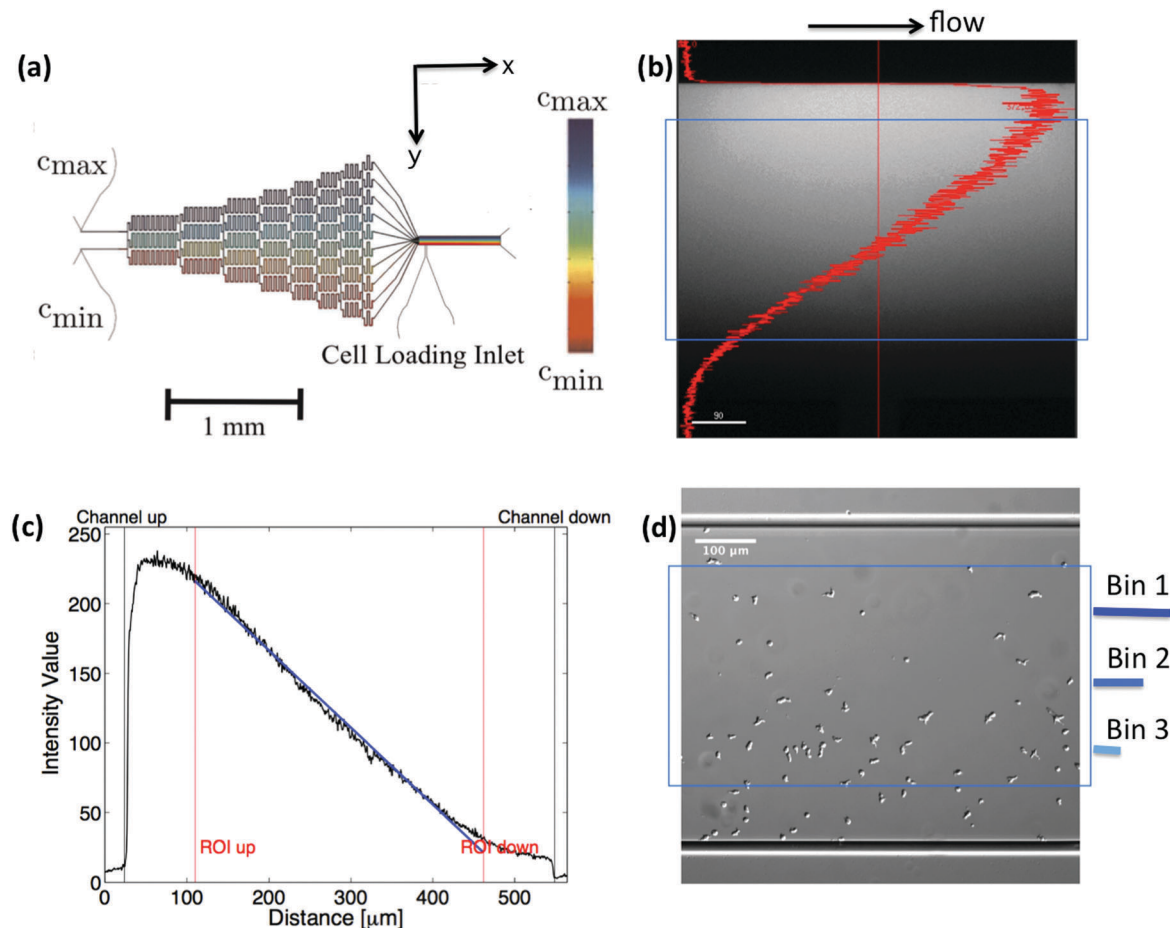 (a)
x
y
cmax
cmin
cmax
cmin
Cell Loading Inlet
1 mm
flow
(b)
90
(c)
Channel up
Channel down
250
200
150
100
50
0
Intensity Value
ROI up
ROI down
0
100
200
300
400
500
Distance [µm]
(d)
100 µm
Bin 1
Bin 2
Bin 3